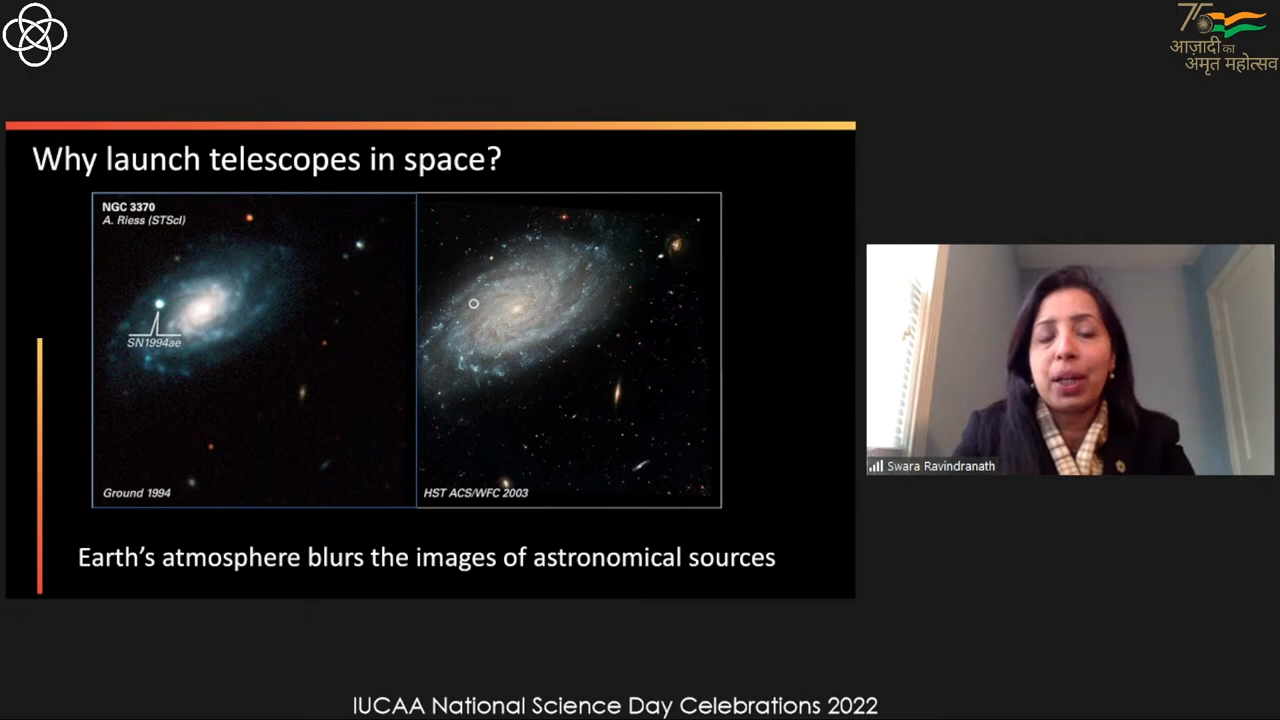 75
आज़ादी का
अमृत महोत्सव
Why launch telescopes in space?
NGC 3370
A. Riess (STScI)
SN1994ae
Ground 1994
HST ACS/WFC 2003
Earth’s atmosphere blurs the images of astronomical sources
Swara Ravindranath
IUCAA National Science Day Celebrations 2022